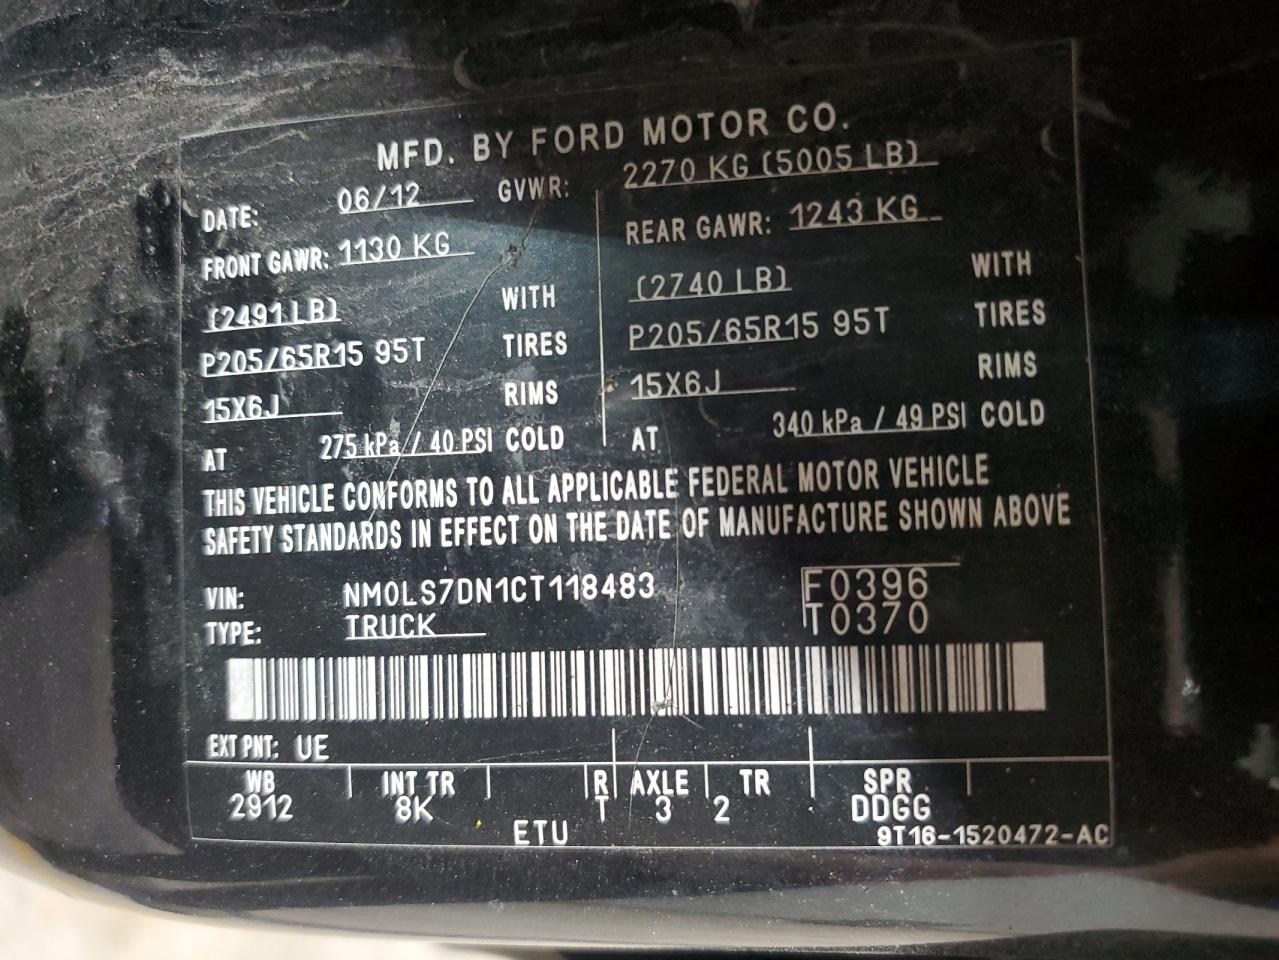 MFD. BY FORD MOTOR CO.
DATE: 06/12 GVWR: 2270 KG (5005 LB)
FRONT GAWR: 1130 KG REAR GAWR: 1243 KG
(2491 LB) WITH (2740 LB) WITH
P205/65R15 95T TIRES P205/65R15 95T TIRES
15X6J RIMS 15X6J RIMS
AT 275 kPa / 40 PSI COLD AT 340 kPa / 49 PSI COLD
THIS VEHICLE CONFORMS TO ALL APPLICABLE FEDERAL MOTOR VEHICLE
SAFETY STANDARDS IN EFFECT ON THE DATE OF MANUFACTURE SHOWN ABOVE
VIN: NM0LS7DN1CT118483 F0396
TYPE: TRUCK T0370
EXT PNT: UE
WB INT TR R AXLE TR SPR
2912 8K T 3 2 DDGG
ETU 9T16-1520472-AC